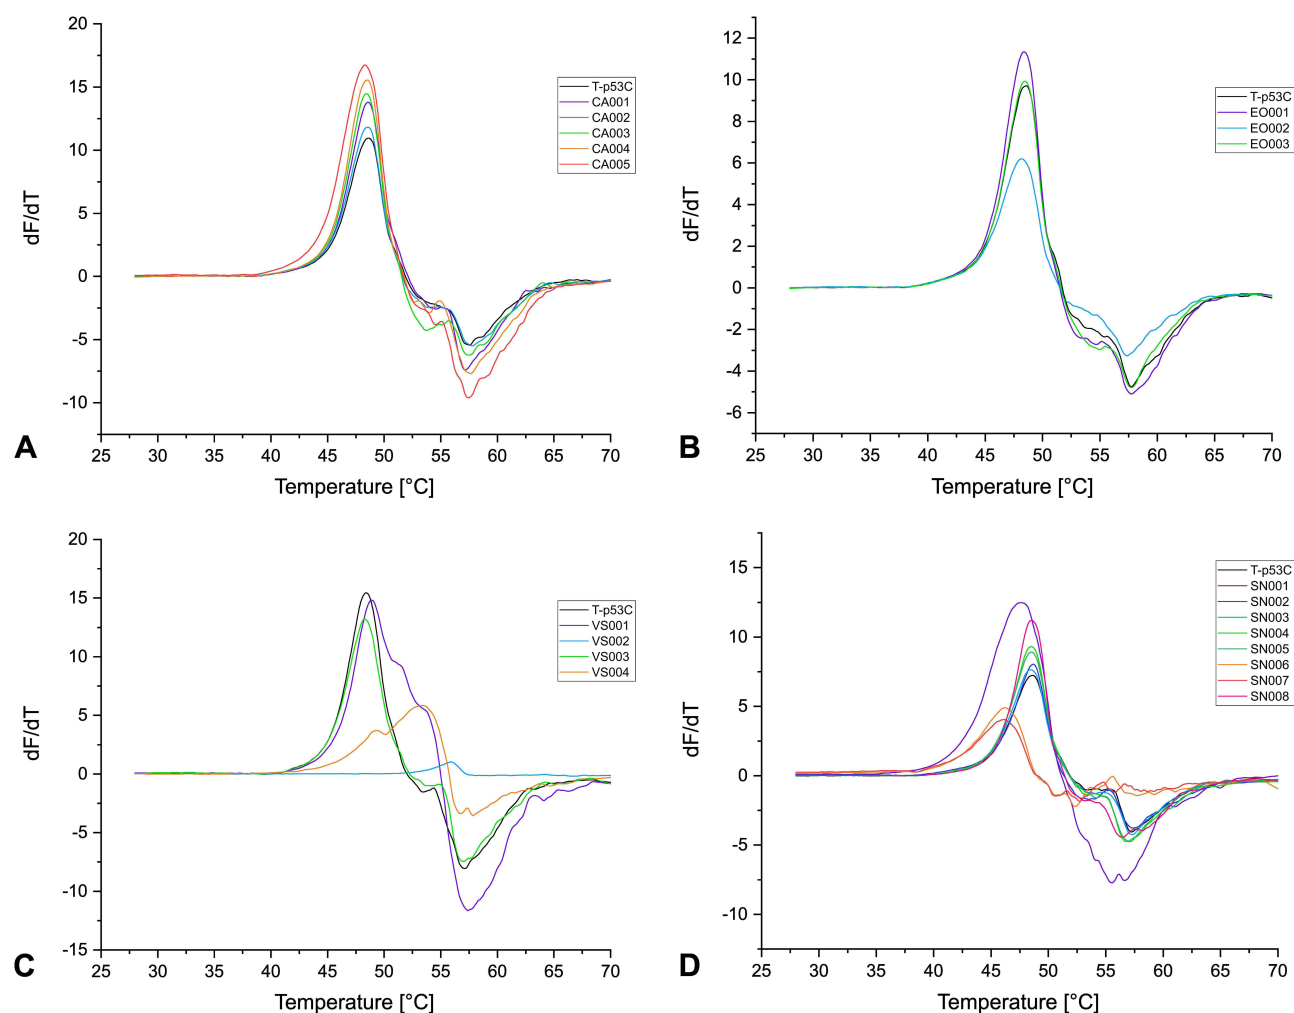 20
15
10
5
0
-5
-10
25 30 35 40 45 50 55 60 65 70
dF/dT
Temperature [°C]
T-p53C
CA001
CA002
CA003
CA004
CA005
A
12
10
8
6
4
2
0
-2
-4
-6
25 30 35 40 45 50 55 60 65 70
dF/dT
Temperature [°C]
T-p53C
EO001
EO002
EO003
B
20
15
10
5
0
-5
-10
-15
25 30 35 40 45 50 55 60 65 70
dF/dT
Temperature [°C]
T-p53C
VS001
VS002
VS003
VS004
C
15
10
5
0
-5
-10
25 30 35 40 45 50 55 60 65 70
dF/dT
Temperature [°C]
T-p53C
SN001
SN002
SN003
SN004
SN005
SN006
SN007
SN008
D